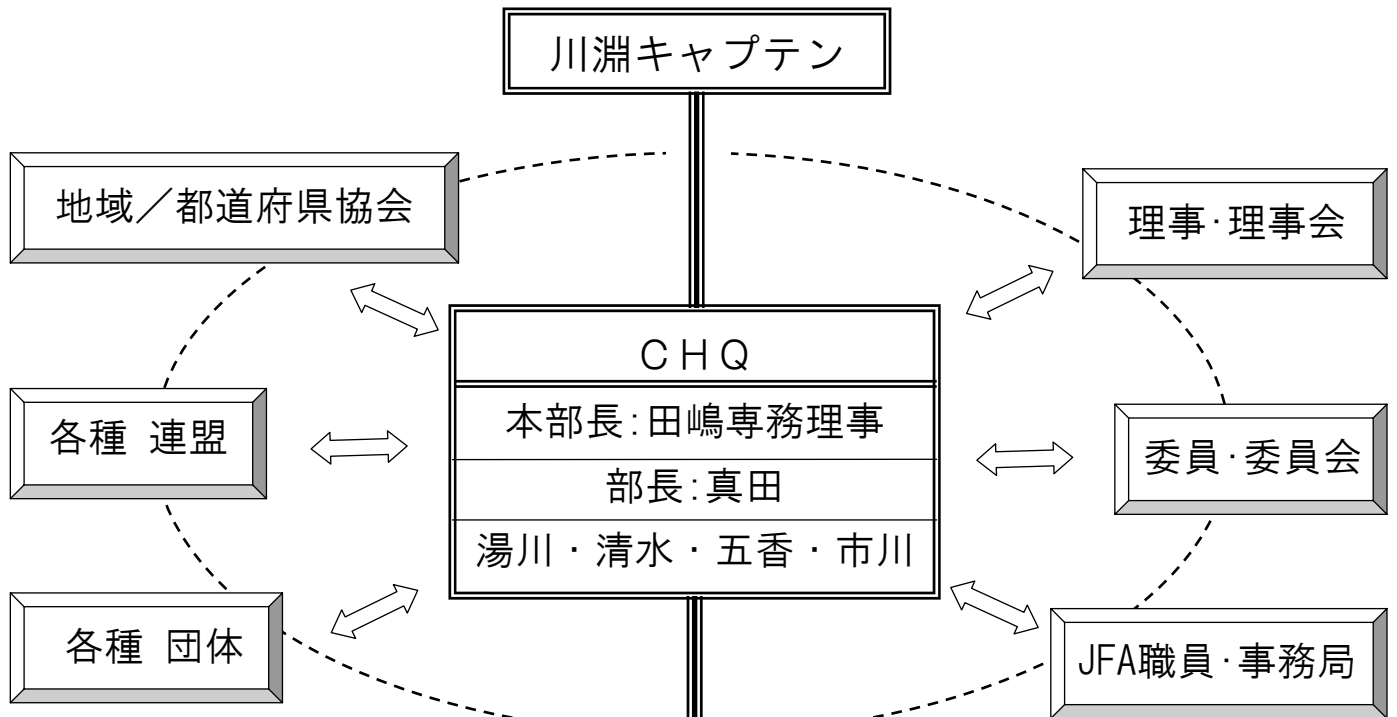 川淵キャプテン
地域／都道府県協会
理事・理事会
ＣＨＱ
本部長：田嶋専務理事
各種 連盟
委員・委員会
部長：真田
湯川・清水・五香・市川
各種 団体
JFA職員・事務局